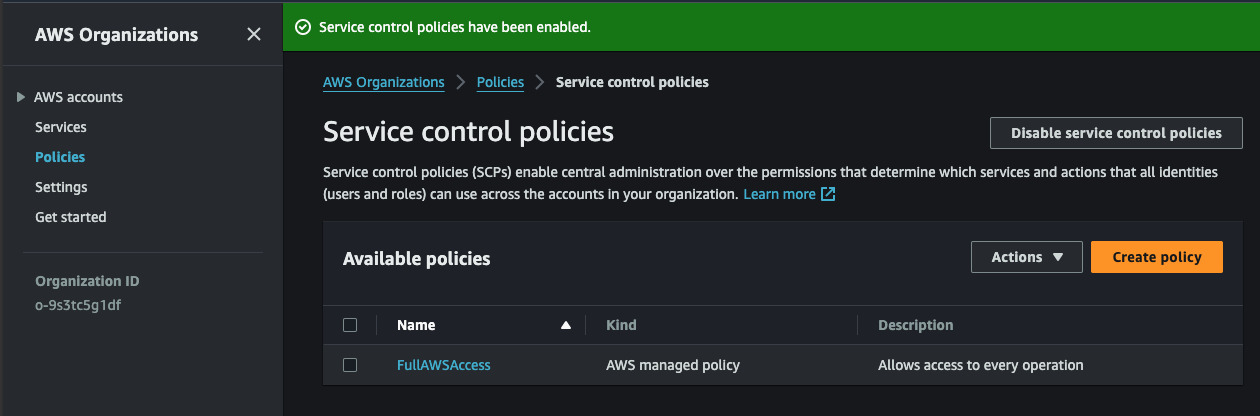 AWS Organizations
AWS accounts
Services
Policies
Settings
Get started
Organization ID
o-9s3tc5g1df
Service control policies have been enabled.
AWS Organizations
Policies
Service control policies
Service control policies
Disable service control policies
Service control policies (SCPs) enable central administration over the permissions that determine which services and actions that all identities
(users and roles) can use across the accounts in your organization. Learn more
Available policies
Actions
Create policy
Name
Kind
Description
FullAWSAccess
AWS managed policy
Allows access to every operation